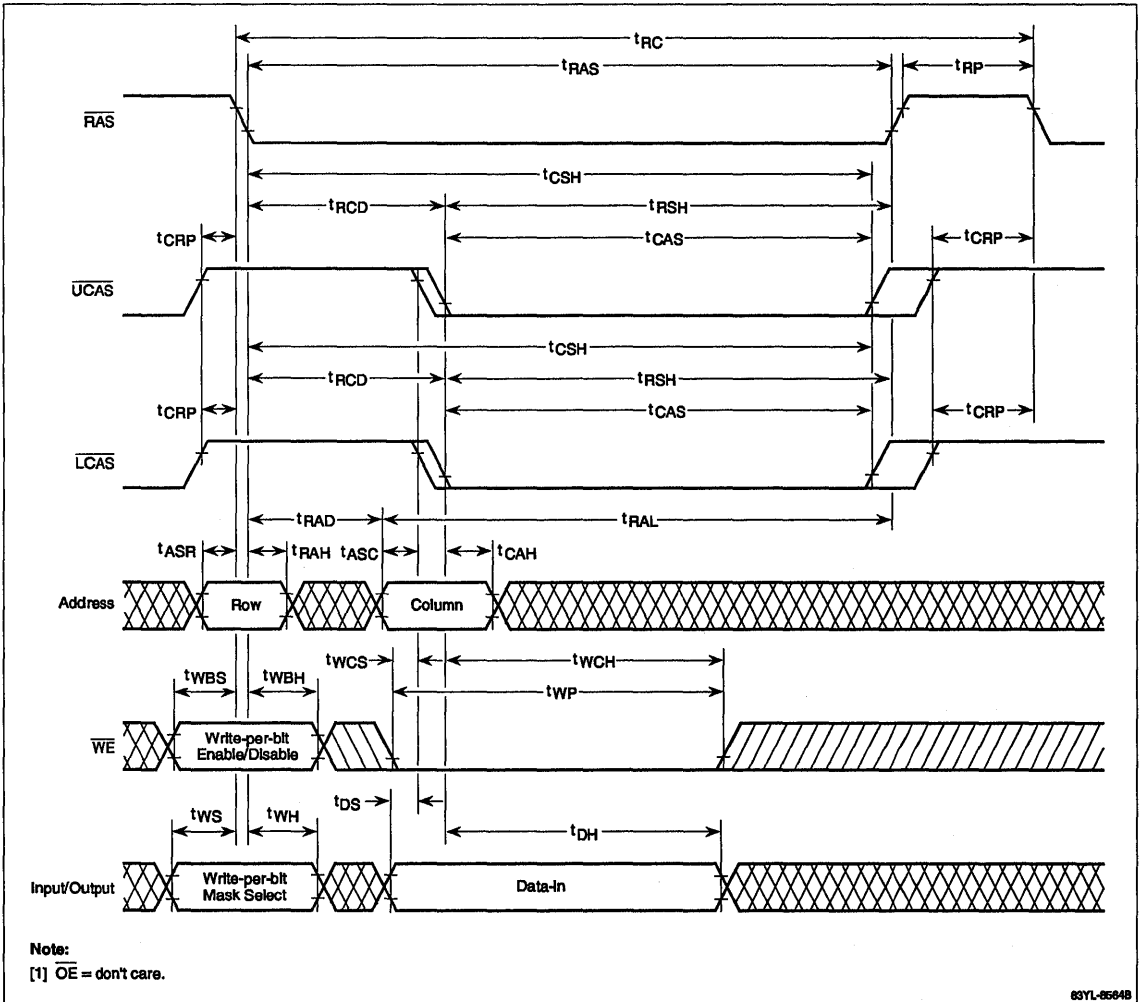 tRC
tRAS
tRP
RAS
tCSH
tRCD
tRSH
tCRP
tCAS
tCRP
UCAS
tCSH
tRCD
tRSH
tCRP
tCAS
tCRP
LCAS
tRAD
tRAL
tASR
tRAH
tASC
tCAH
Address
Row
Column
tWCS
tWCH
tWBS
tWBH
tWP
WE
Write-per-bit
Enable/Disable
tDS
tWS
tWH
tDH
Input/Output
Write-per-bit
Mask Select
Data-in
Note:
[1] OE = don't care.
83YL-8564B